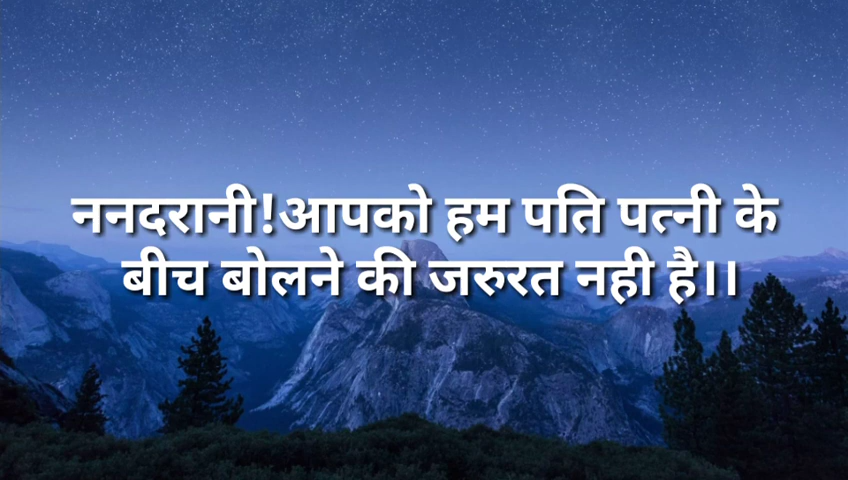 ननदरानी!आपको हम पति पत्नी के
बीच बोलने की जरुरत नही है।।